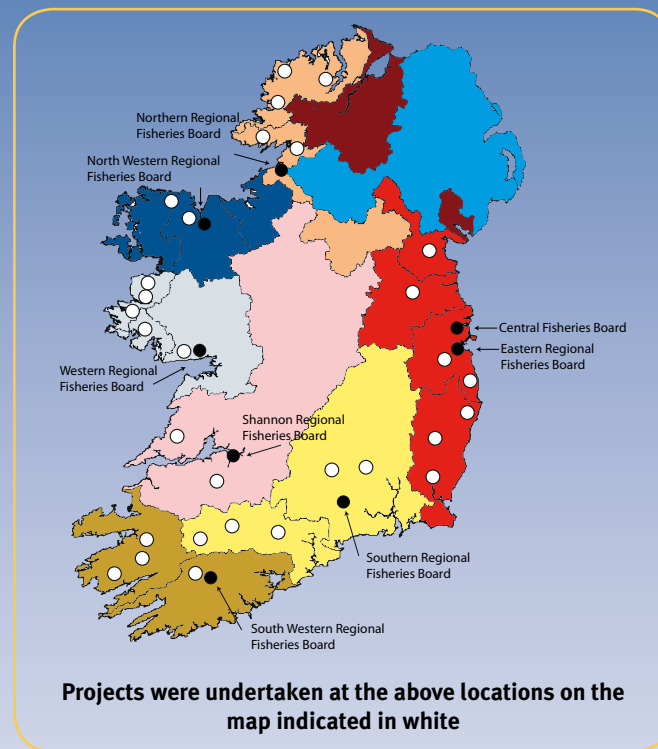 Northern Regional
Fisheries Board
North Western Regional
Fisheries Board
Central Fisheries Board
Eastern Regional
Fisheries Board
Western Regional
Fisheries Board
Shannon Regional
Fisheries Board
Southern Regional
Fisheries Board
South Western Regional
Fisheries Board
Projects were undertaken at the above locations on the
map indicated in white